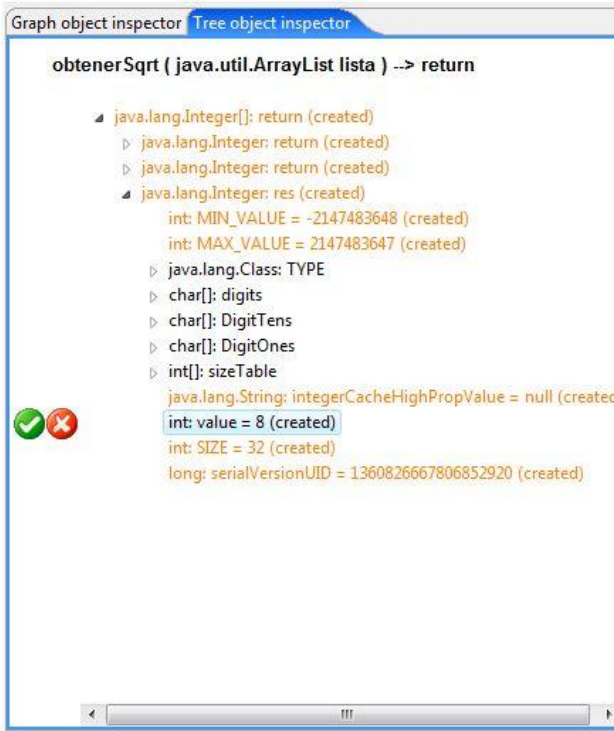 Graph object inspector Tree object inspector
obtenerSqrt ( java.util.ArrayList lista ) --> return
java.lang.Integer[]: return (created)
java.lang.Integer: return (created)
java.lang.Integer: return (created)
java.lang.Integer: res (created)
int: MIN_VALUE = -2147483648 (created)
int: MAX_VALUE = 2147483647 (created)
java.lang.Class: TYPE
char[]: digits
char[]: DigitTens
char[]: DigitOnes
int[]: sizeTable
java.lang.String: integerCacheHighPropValue = null (created
int: value = 8 (created)
int: SIZE = 32 (created)
long: serialVersionUID = 1360826667806852920 (created)